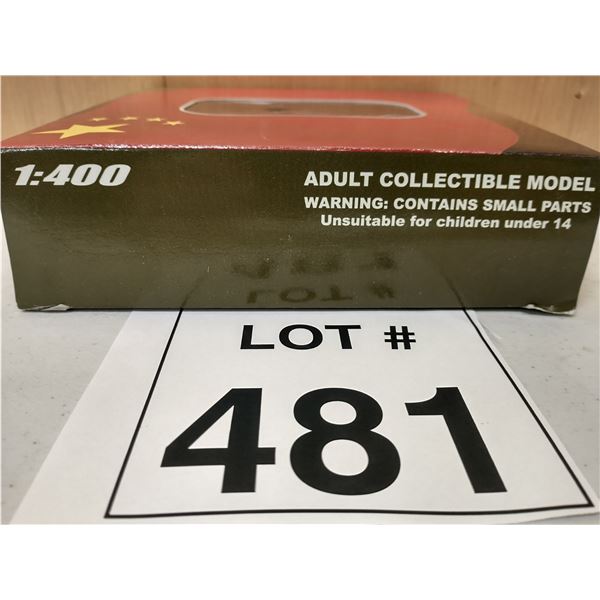 1:400
ADULT COLLECTIBLE MODEL
WARNING: CONTAINS SMALL PARTS
Unsuitable for children under 14
LOT #
481